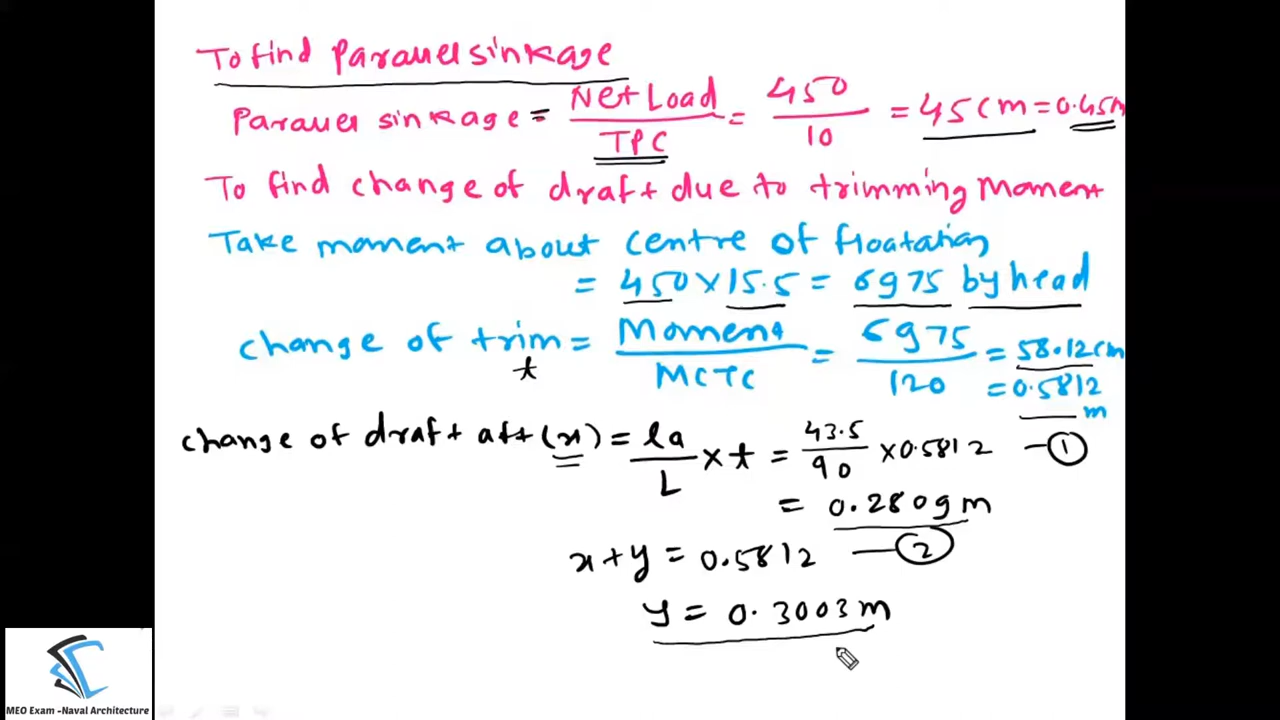 To find Parallel sinkage
Parallel sinkage = Net Load / TPC = 450 / 10 = 45 cm = 0.45m
To find change of draft due to trimming Moment
Take moment about centre of floatation
= 450 × 15.5 = 6975 by head
change of trim = Moment / MCTC = 6975 / 120 = 58.12 cm
t
= 0.5812 m
change of draft aft (x) = la / L × t = 43.5 / 90 × 0.5812 — 1
= 0.2809 m
x + y = 0.5812 — 2
y = 0.3003 m
MEO Exam -Naval Architecture